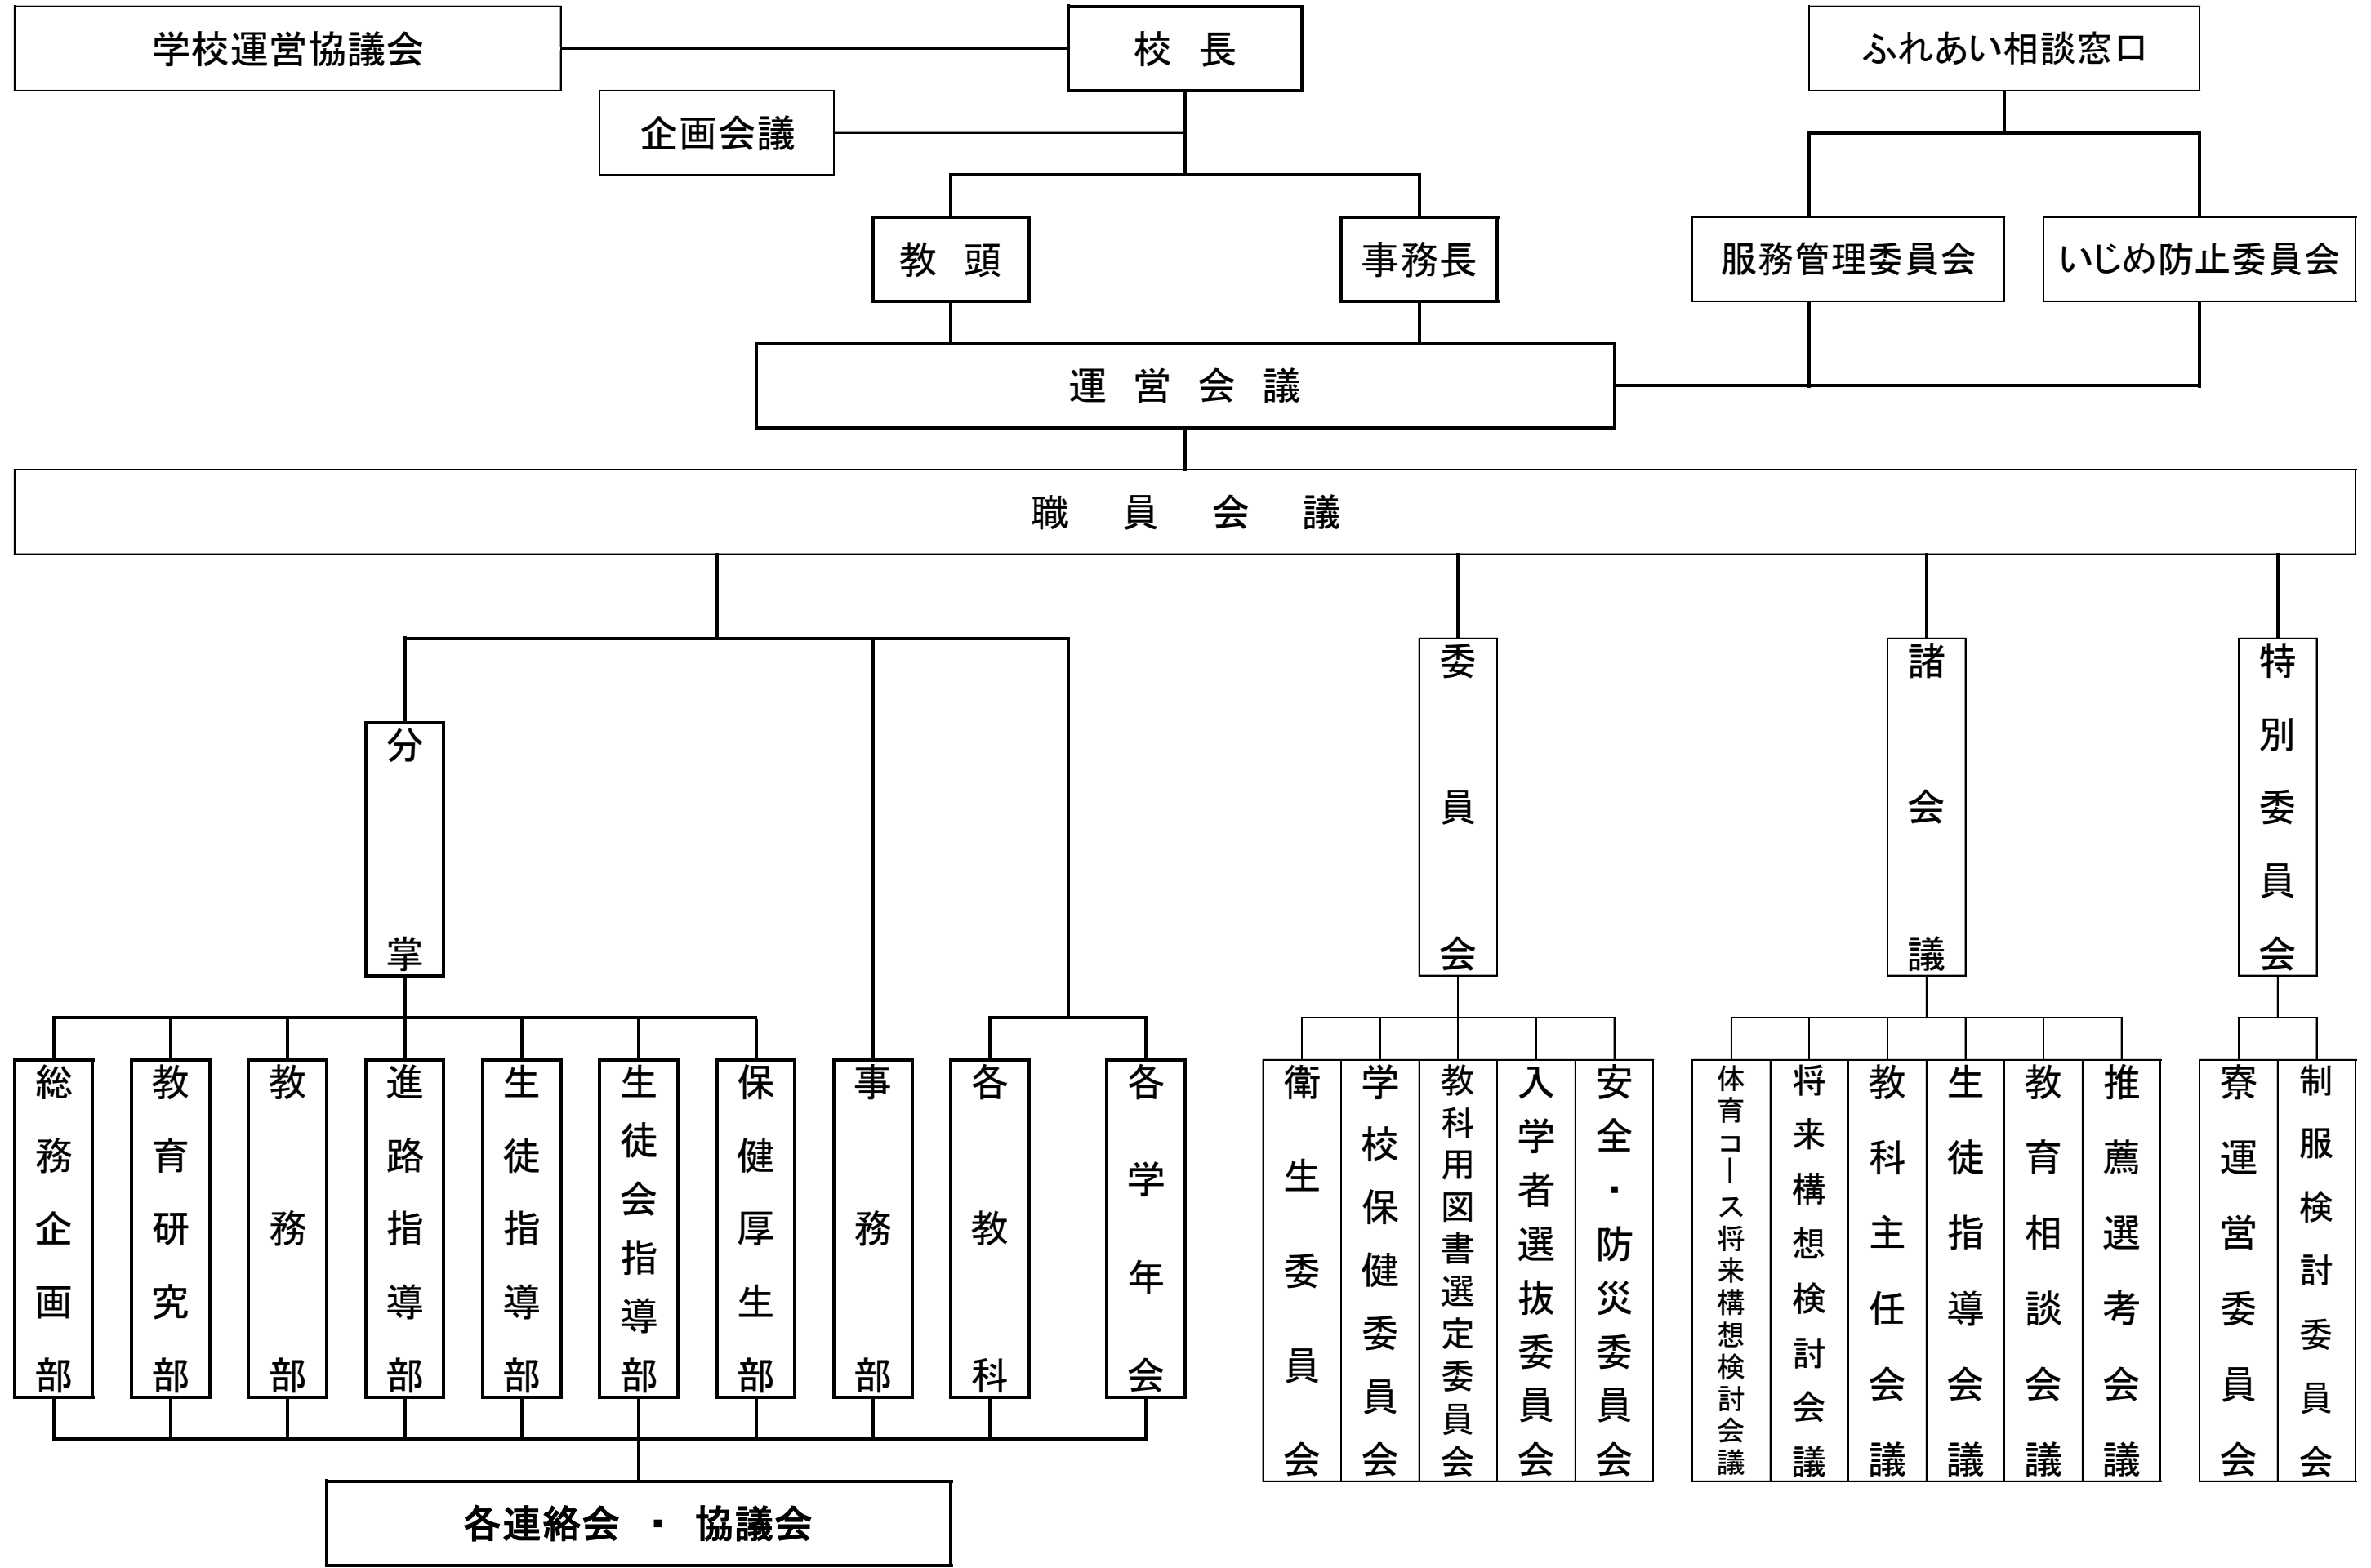 学校運営協議会
校 長
ふれあい相談窓口
企画会議
教 頭
事務長
服務管理委員会
いじめ防止委員会
運 営 会 議
職 員 会 議
分掌
委員会
諸会議
特別委員会
総務企画部
教育研究部
教務部
進路指導部
生徒指導部
生徒会指導部
保健厚生部
事務部
各教科
各学年会
衛生委員会
学校保健委員会
教科用図書選定委員会
入学者選抜委員会
安全・防災委員会
体育コース将来構想検討会議
将来構想検討会議
教科主任会議
生徒指導会議
教育相談会議
推薦選考会議
寮運営委員会
制服検討委員会
各連絡会 ・ 協議会